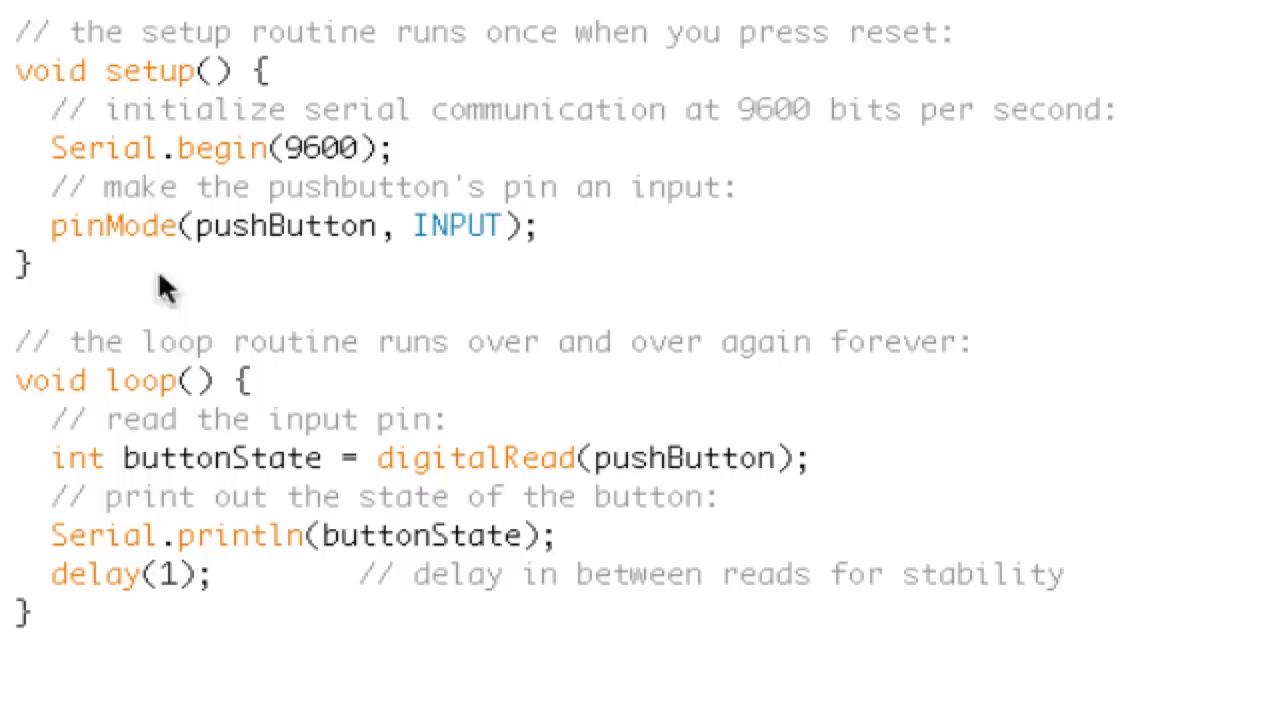 // the setup routine runs once when you press reset:
void setup() {
  // initialize serial communication at 9600 bits per second:
  Serial.begin(9600);
  // make the pushbutton's pin an input:
  pinMode(pushButton, INPUT);
}

// the loop routine runs over and over again forever:
void loop() {
  // read the input pin:
  int buttonState = digitalRead(pushButton);
  // print out the state of the button:
  Serial.println(buttonState);
  delay(1);        // delay in between reads for stability
}